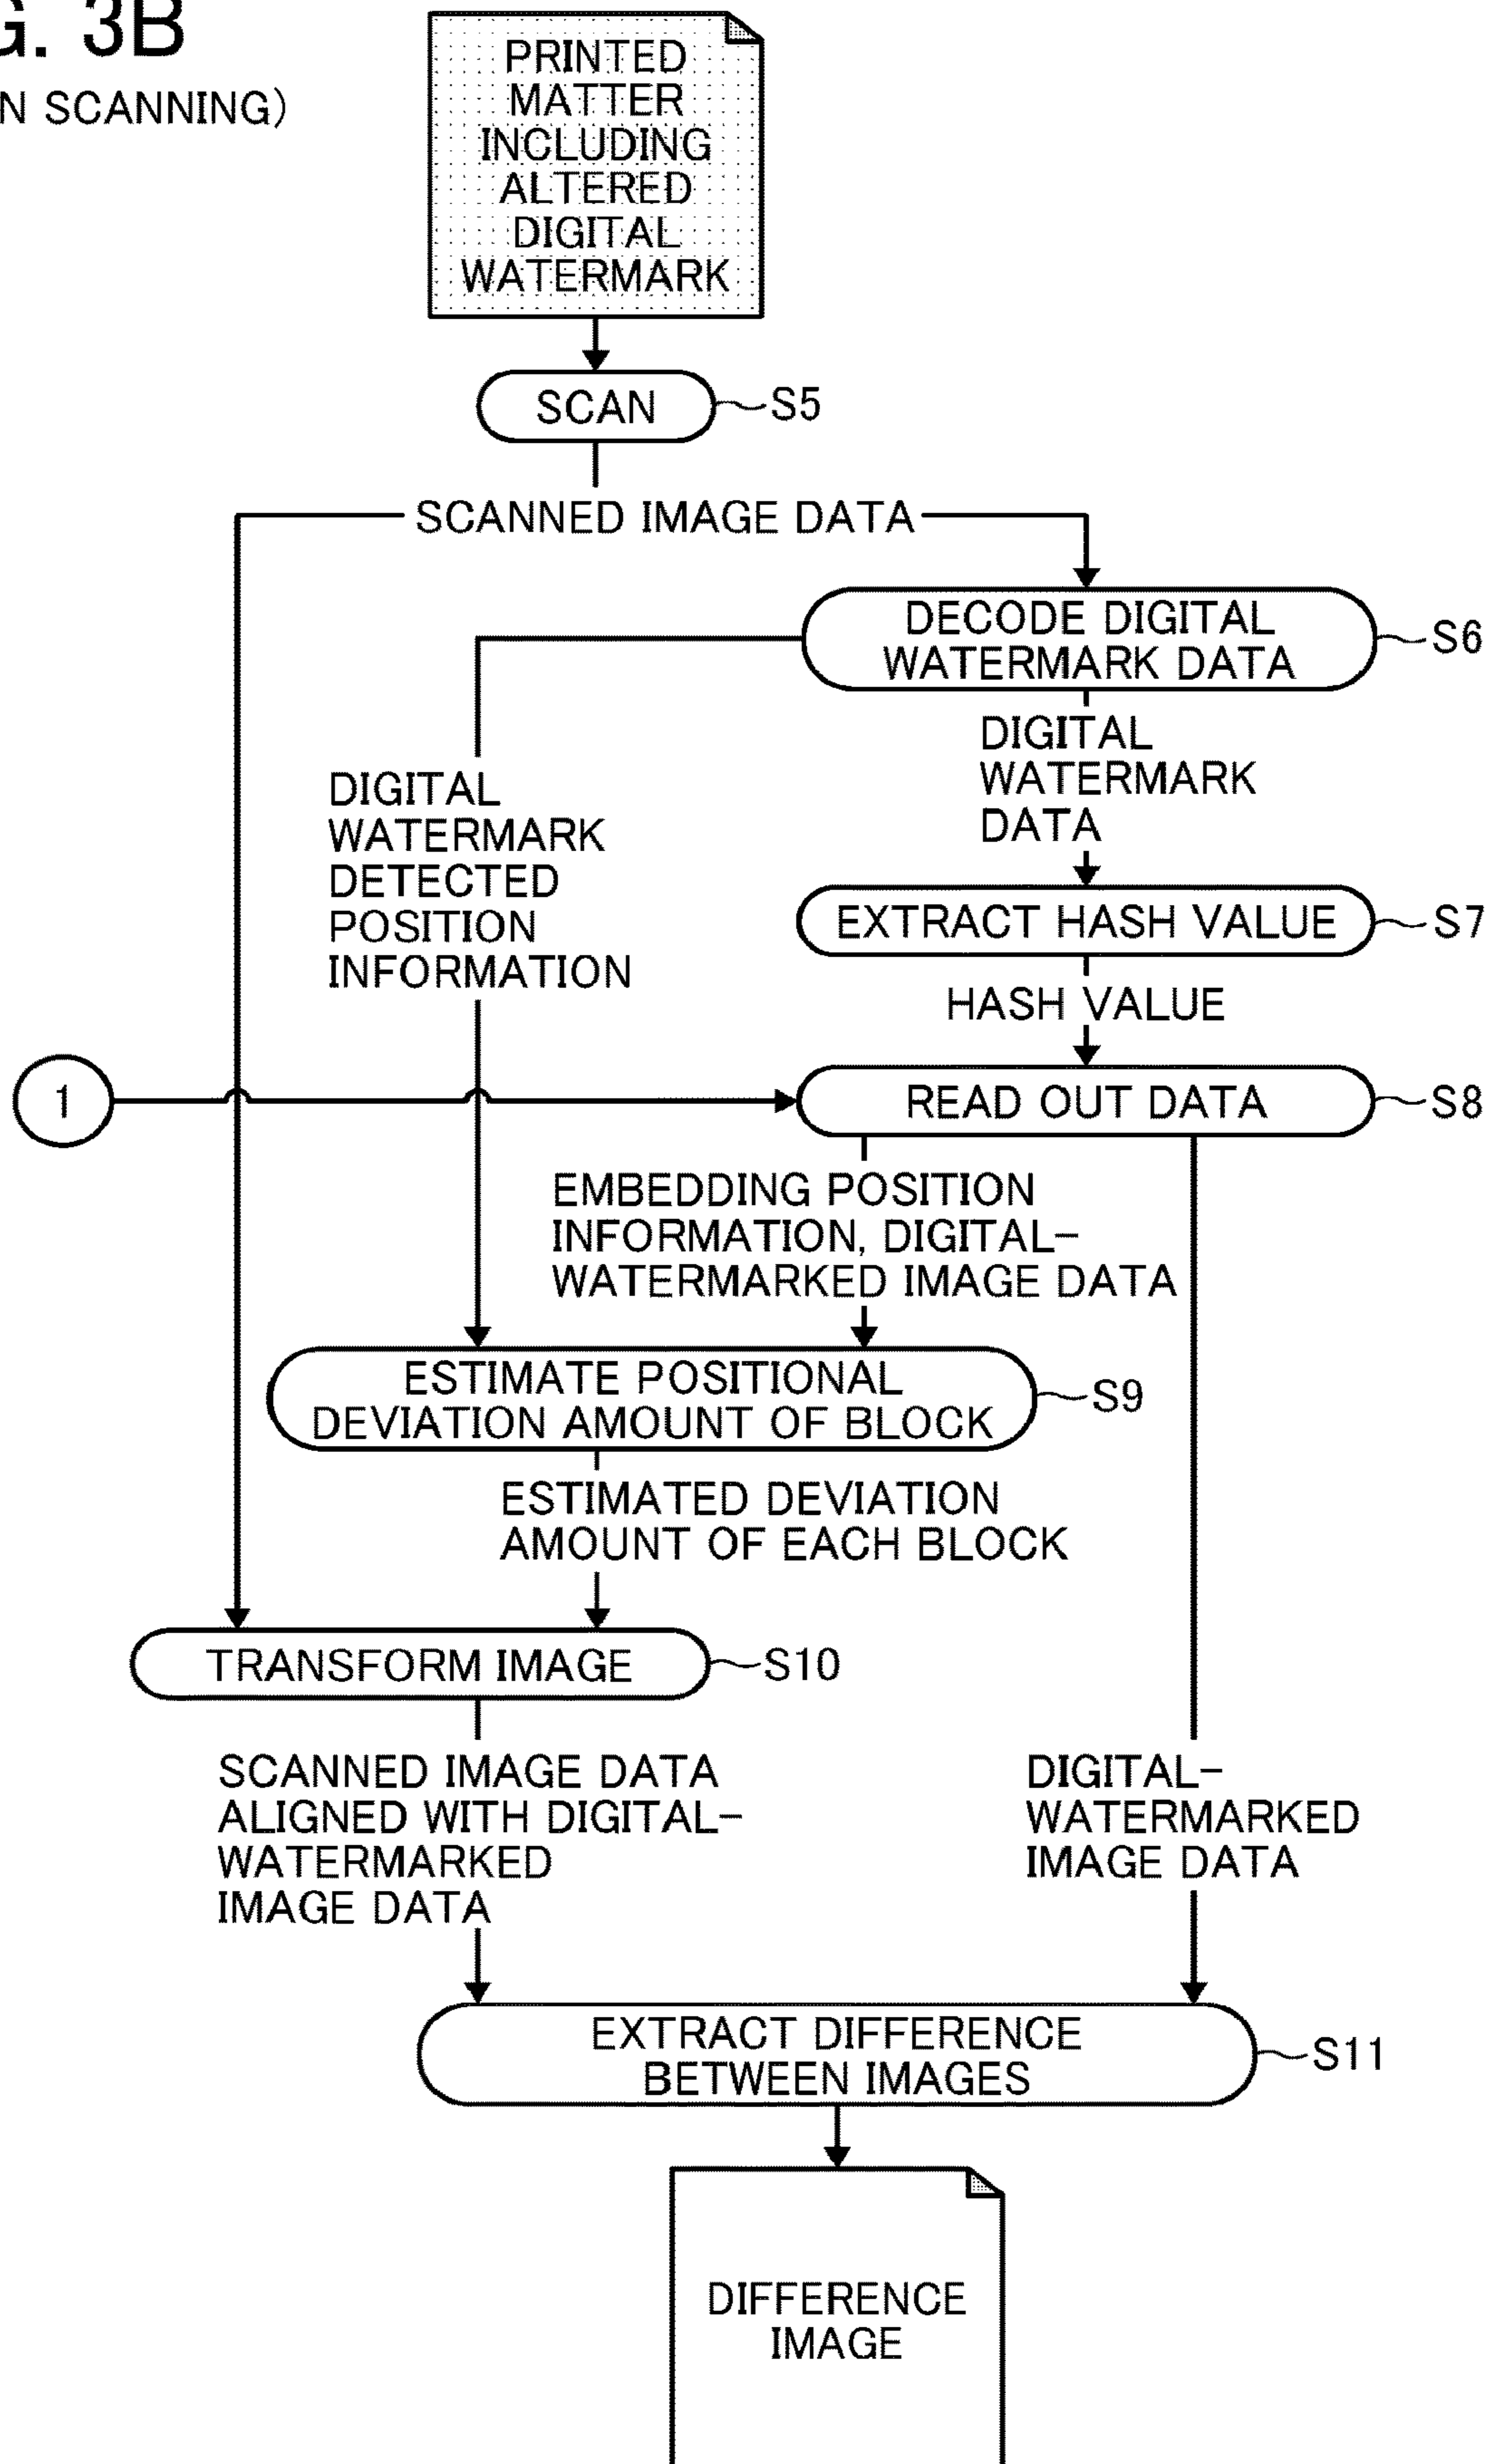 G. 3B
N SCANNING)
PRINTED
MATTER
INCLUDING
ALTERED
DIGITAL
WATERMARK
SCAN
S5
SCANNED IMAGE DATA
DECODE DIGITAL
WATERMARK DATA
S6
DIGITAL
WATERMARK
DATA
DIGITAL
WATERMARK
DETECTED
POSITION
INFORMATION
EXTRACT HASH VALUE
S7
HASH VALUE
1
READ OUT DATA
S8
EMBEDDING POSITION
INFORMATION, DIGITAL-
WATERMARKED IMAGE DATA
ESTIMATE POSITIONAL
DEVIATION AMOUNT OF BLOCK
S9
ESTIMATED DEVIATION
AMOUNT OF EACH BLOCK
TRANSFORM IMAGE
S10
SCANNED IMAGE DATA
ALIGNED WITH DIGITAL-
WATERMARKED
IMAGE DATA
DIGITAL-
WATERMARKED
IMAGE DATA
EXTRACT DIFFERENCE
BETWEEN IMAGES
S11
DIFFERENCE
IMAGE